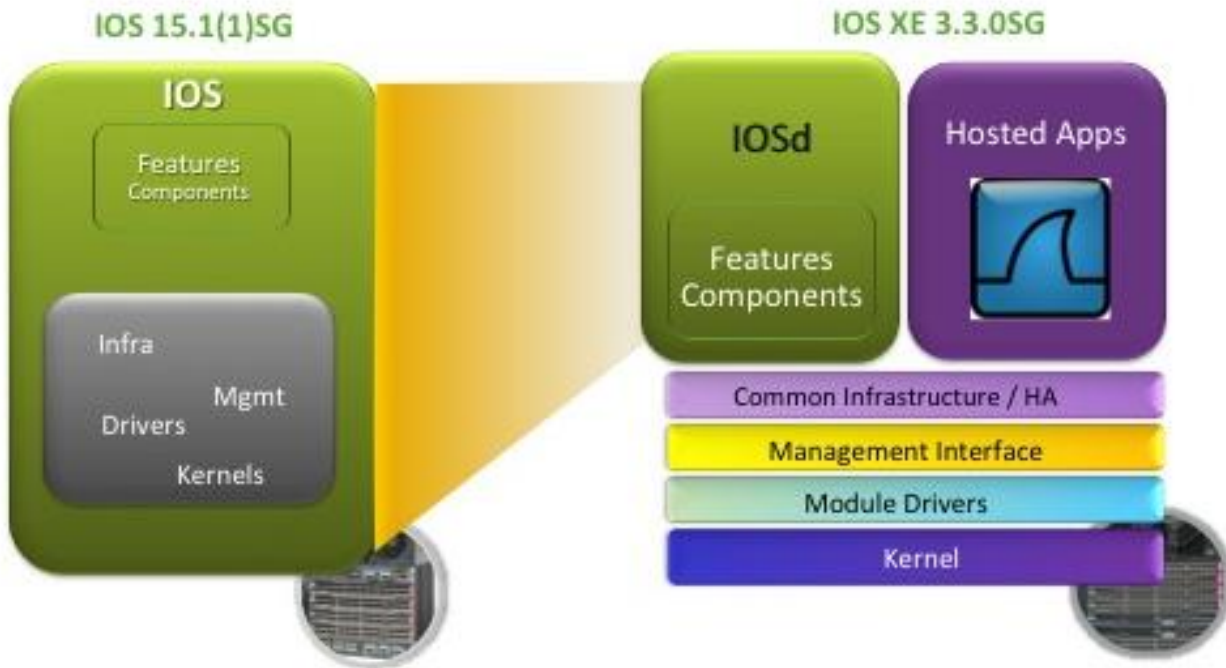 IOS 15.1(1)SG
IOS
Features
Components
Infra
Mgmt
Drivers
Kernels
IOS XE 3.3.0SG
IOSd
Features
Components
Hosted Apps
Common Infrastructure / HA
Management Interface
Module Drivers
Kernel